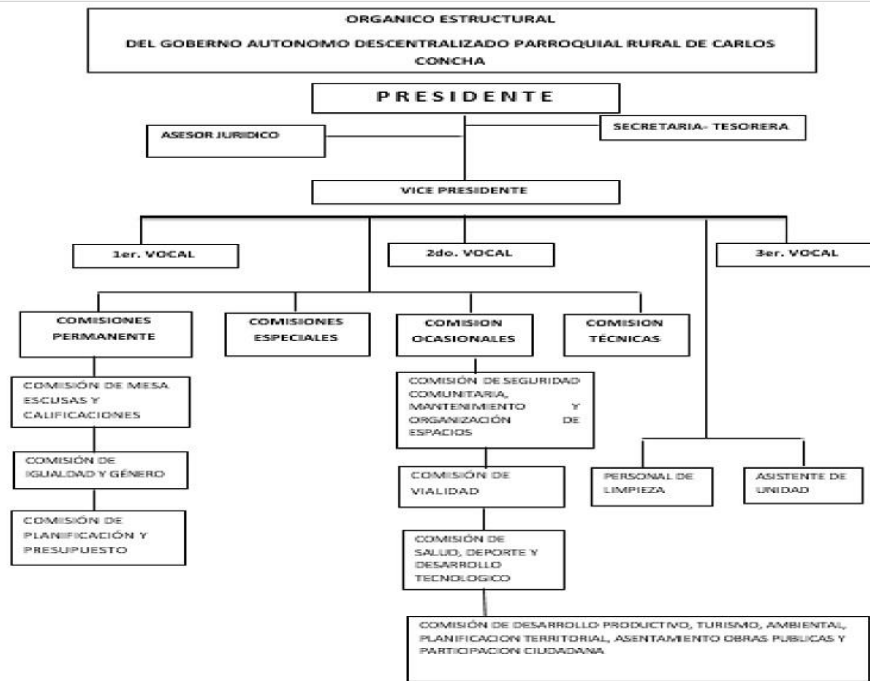 ORGANICO ESTRUCTURAL
DEL GOBERNO AUTONOMO DESCENTRALIZADO PARROQUIAL RURAL DE CARLOS
CONCHA
PRESIDENTE
ASESOR JURIDICO
SECRETARIA- TESORERA
VICE PRESIDENTE
1er. VOCAL
2do. VOCAL
3er. VOCAL
COMISIONES
PERMANENTE
COMISIONES
ESPECIALES
COMISION
OCASIONALES
COMISION
TÉCNICAS
COMISIÓN DE MESA
ESCUSAS Y
CALIFICACIONES
COMISIÓN DE
IGUALDAD Y GÉNERO
COMISIÓN DE
PLANIFICACIÓN Y
PRESUPUESTO
COMISIÓN DE SEGURIDAD
COMUNITARIA,
MANTENIMIENTO Y
ORGANIZACIÓN DE
ESPACIOS
COMISIÓN DE
VIALIDAD
COMISIÓN DE
SALUD, DEPORTE Y
DESARROLLO
TECNOLOGICO
COMISIÓN DE DESARROLLO PRODUCTIVO, TURISMO, AMBIENTAL,
PLANIFICACION TERRITORIAL, ASENTAMIENTO OBRAS PUBLICAS Y
PARTICIPACION CIUDADANA
PERSONAL DE
LIMPIEZA
ASISTENTE DE
UNIDAD